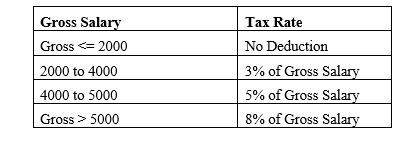 Gross Salary Tax Rate
Gross <= 2000 No Deduction
2000 to 4000 3% of Gross Salary
4000 to 5000 5% of Gross Salary
Gross > 5000 8% of Gross Salary